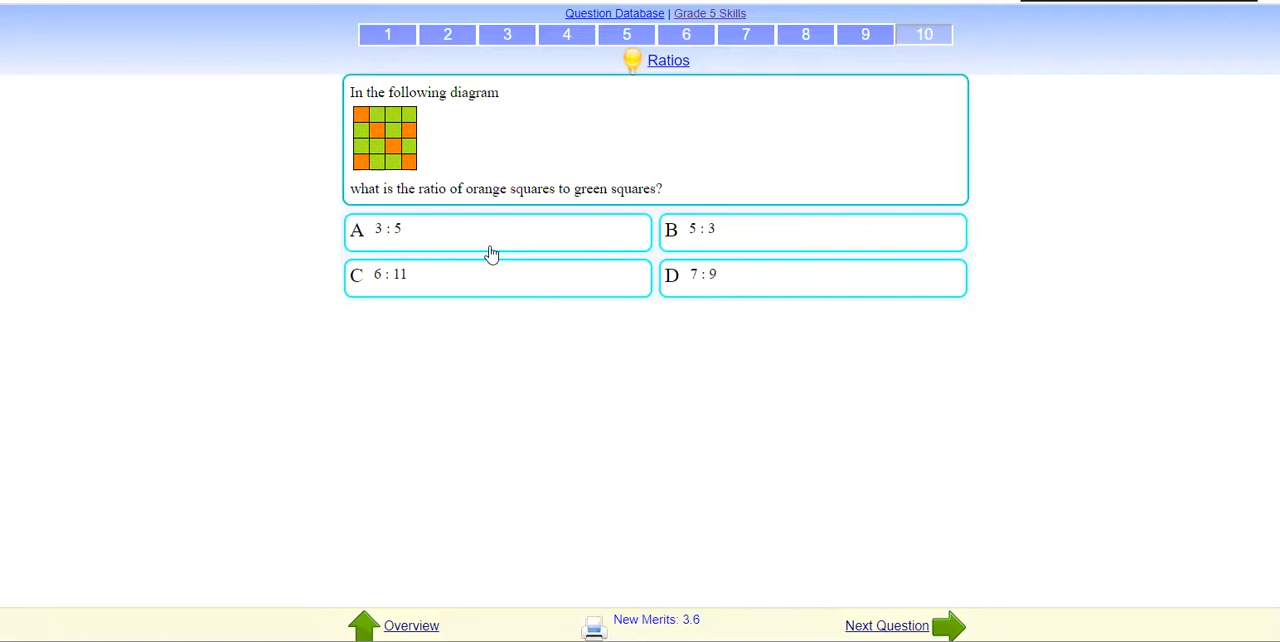 Question Database | Grade 5 Skills
1 2 3 4 5 6 7 8 9 10
Ratios
In the following diagram
what is the ratio of orange squares to green squares?
A 3 : 5
B 5 : 3
C 6 : 11
D 7 : 9
Overview
New Merits: 3.6
Next Question